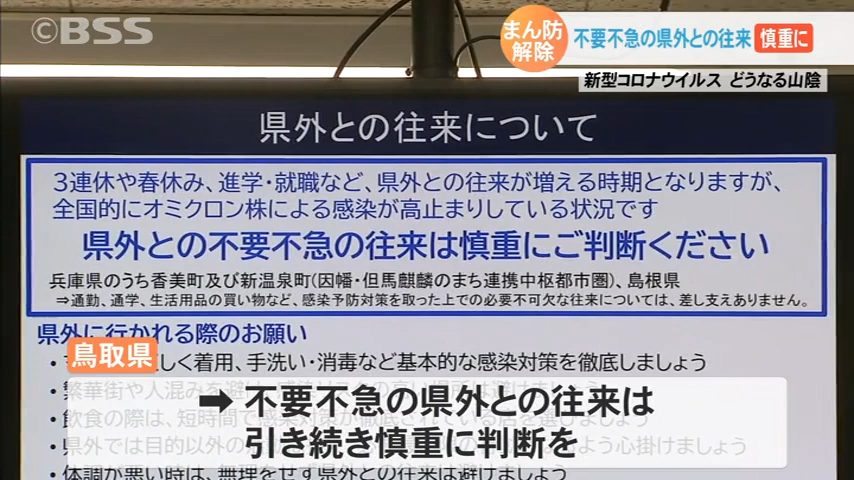 ©BSS
まん防
解除
不要不急の県外との往来 慎重に
新型コロナウイルス どうなる山陰
県外との往来について
3連休や春休み、進学・就職など、県外との往来が増える時期となりますが、
全国的にオミクロン株による感染が高止まりしている状況です
県外との不要不急の往来は慎重にご判断ください
兵庫県のうち香美町及び新温泉町(因幡・但馬麒麟のまち連携中枢都市圏)、島根県
⇒通勤、通学、生活用品の買い物など、感染予防対策を取った上での必要不可欠な往来については、差し支えありません。
県外に行かれる際のお願い
しく着用、手洗い・消毒など基本的な感染対策を徹底しましょう
・繁華街や人混みを避け
・飲食の際は、短時間で
・県外では目的以外の
よう心掛けましょう
・体調が悪い時は、無理をせず県外との往来は避けましょう
鳥取県
➡ 不要不急の県外との往来は
引き続き慎重に判断を